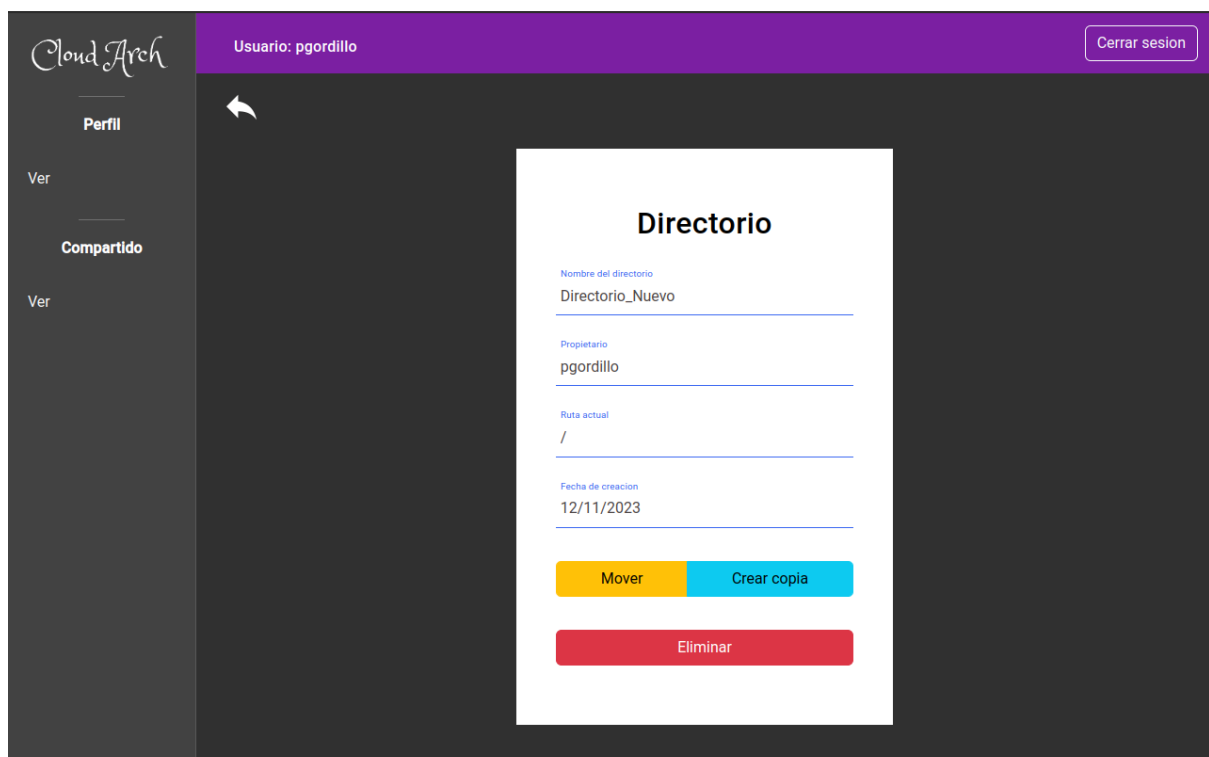 Cloud Arch
Usuario: pgordillo
Cerrar sesion
Perfil
Ver
Compartido
Ver
Directorio
Nombre del directorio
Directorio_Nuevo
Propietario
pgordillo
Ruta actual
/
Fecha de creacion
12/11/2023
Mover
Crear copia
Eliminar